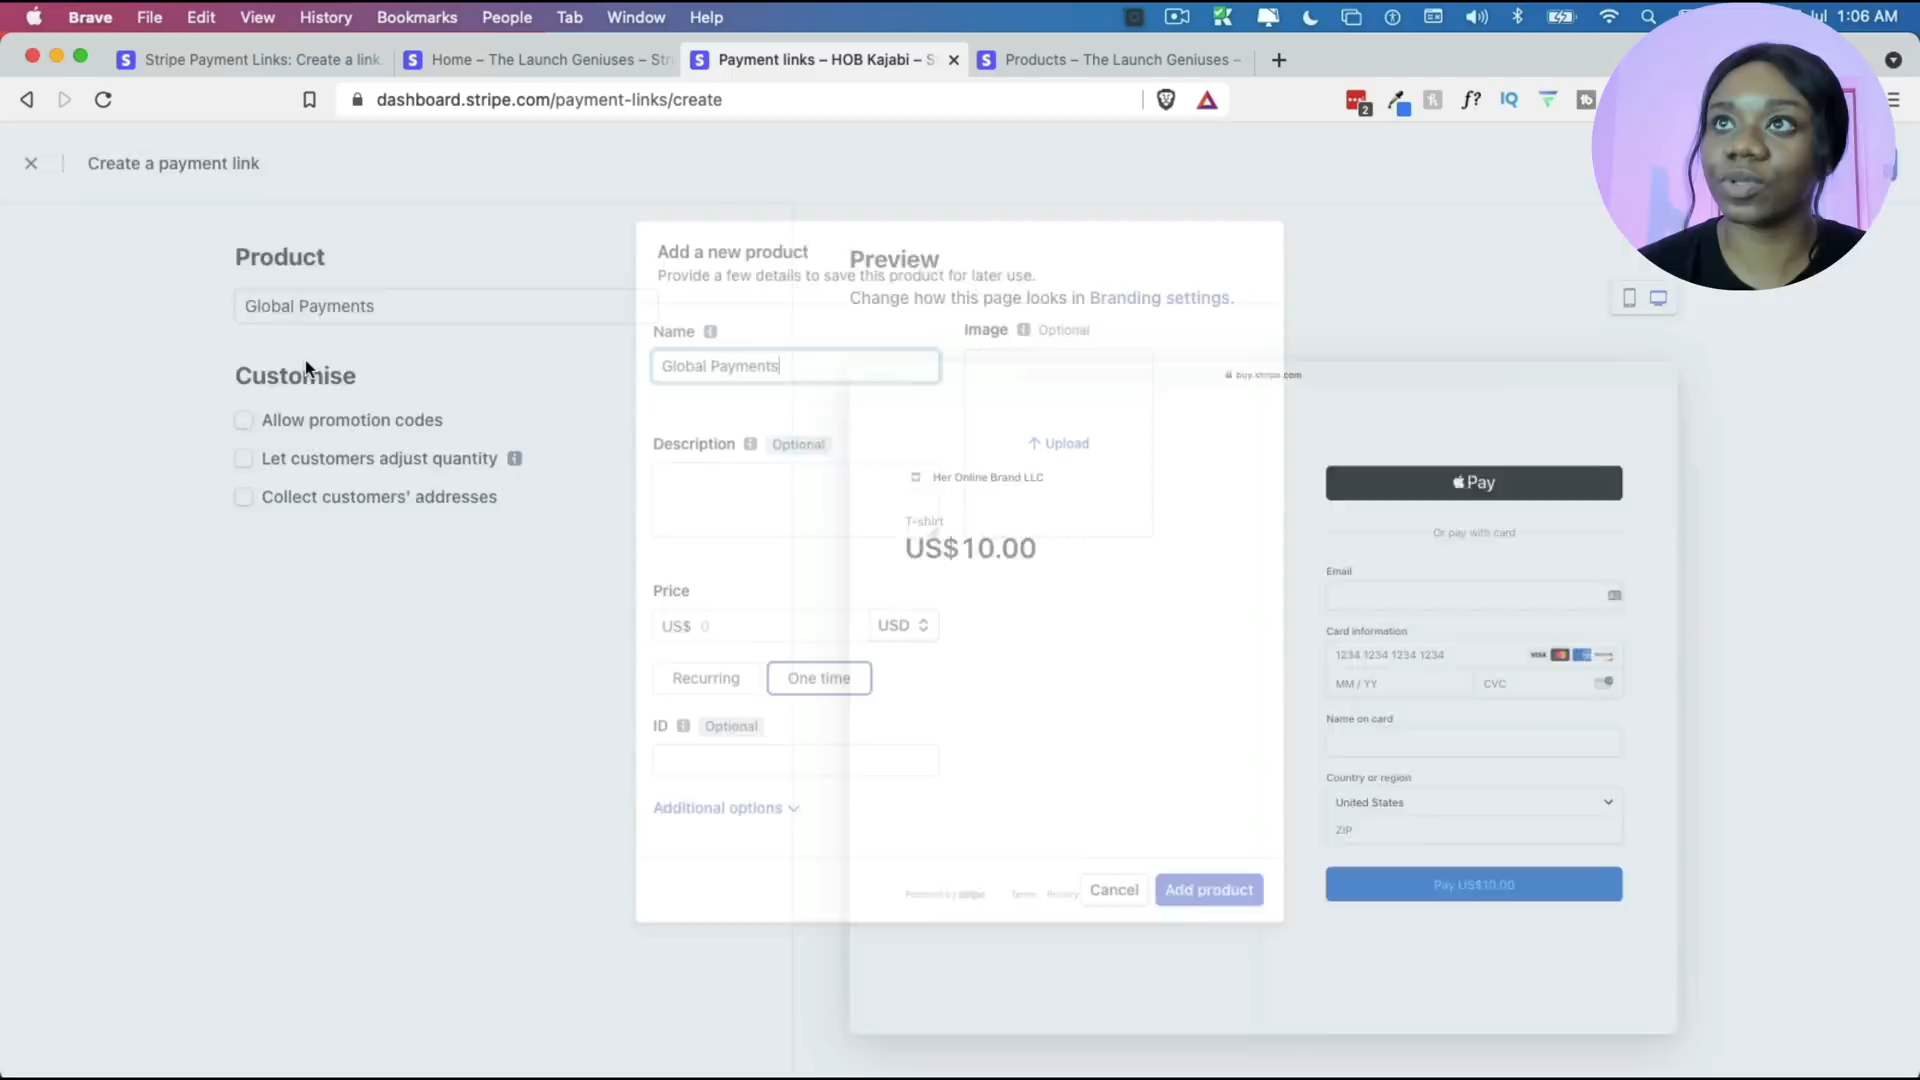 Brave File Edit View History Bookmarks People Tab Window Help
1:06 AM
Stripe Payment Links: Create a link
Home – The Launch Geniuses – Str
Payment links – HOB Kajabi – S
Products – The Launch Geniuses –
dashboard.stripe.com/payment-links/create
2
f?
IQ
tb
Create a payment link
Product
Global Payments
Customise
Allow promotion codes
Let customers adjust quantity
Collect customers' addresses
Add a new product
Provide a few details to save this product for later use.
Name
Global Payments
Image Optional
Upload
Description Optional
Price
US$ 0
USD
Recurring
One time
ID Optional
Additional options
Cancel
Add product
Preview
Change how this page looks in Branding settings.
buy.stripe.com
Her Online Brand LLC
T-shirt
US$10.00
Powered by stripe
Terms Privacy
Pay
Or pay with card
Email
Card information
1234 1234 1234 1234
VISA
MM / YY
CVC
Name on card
Country or region
United States
ZIP
Pay US$10.00